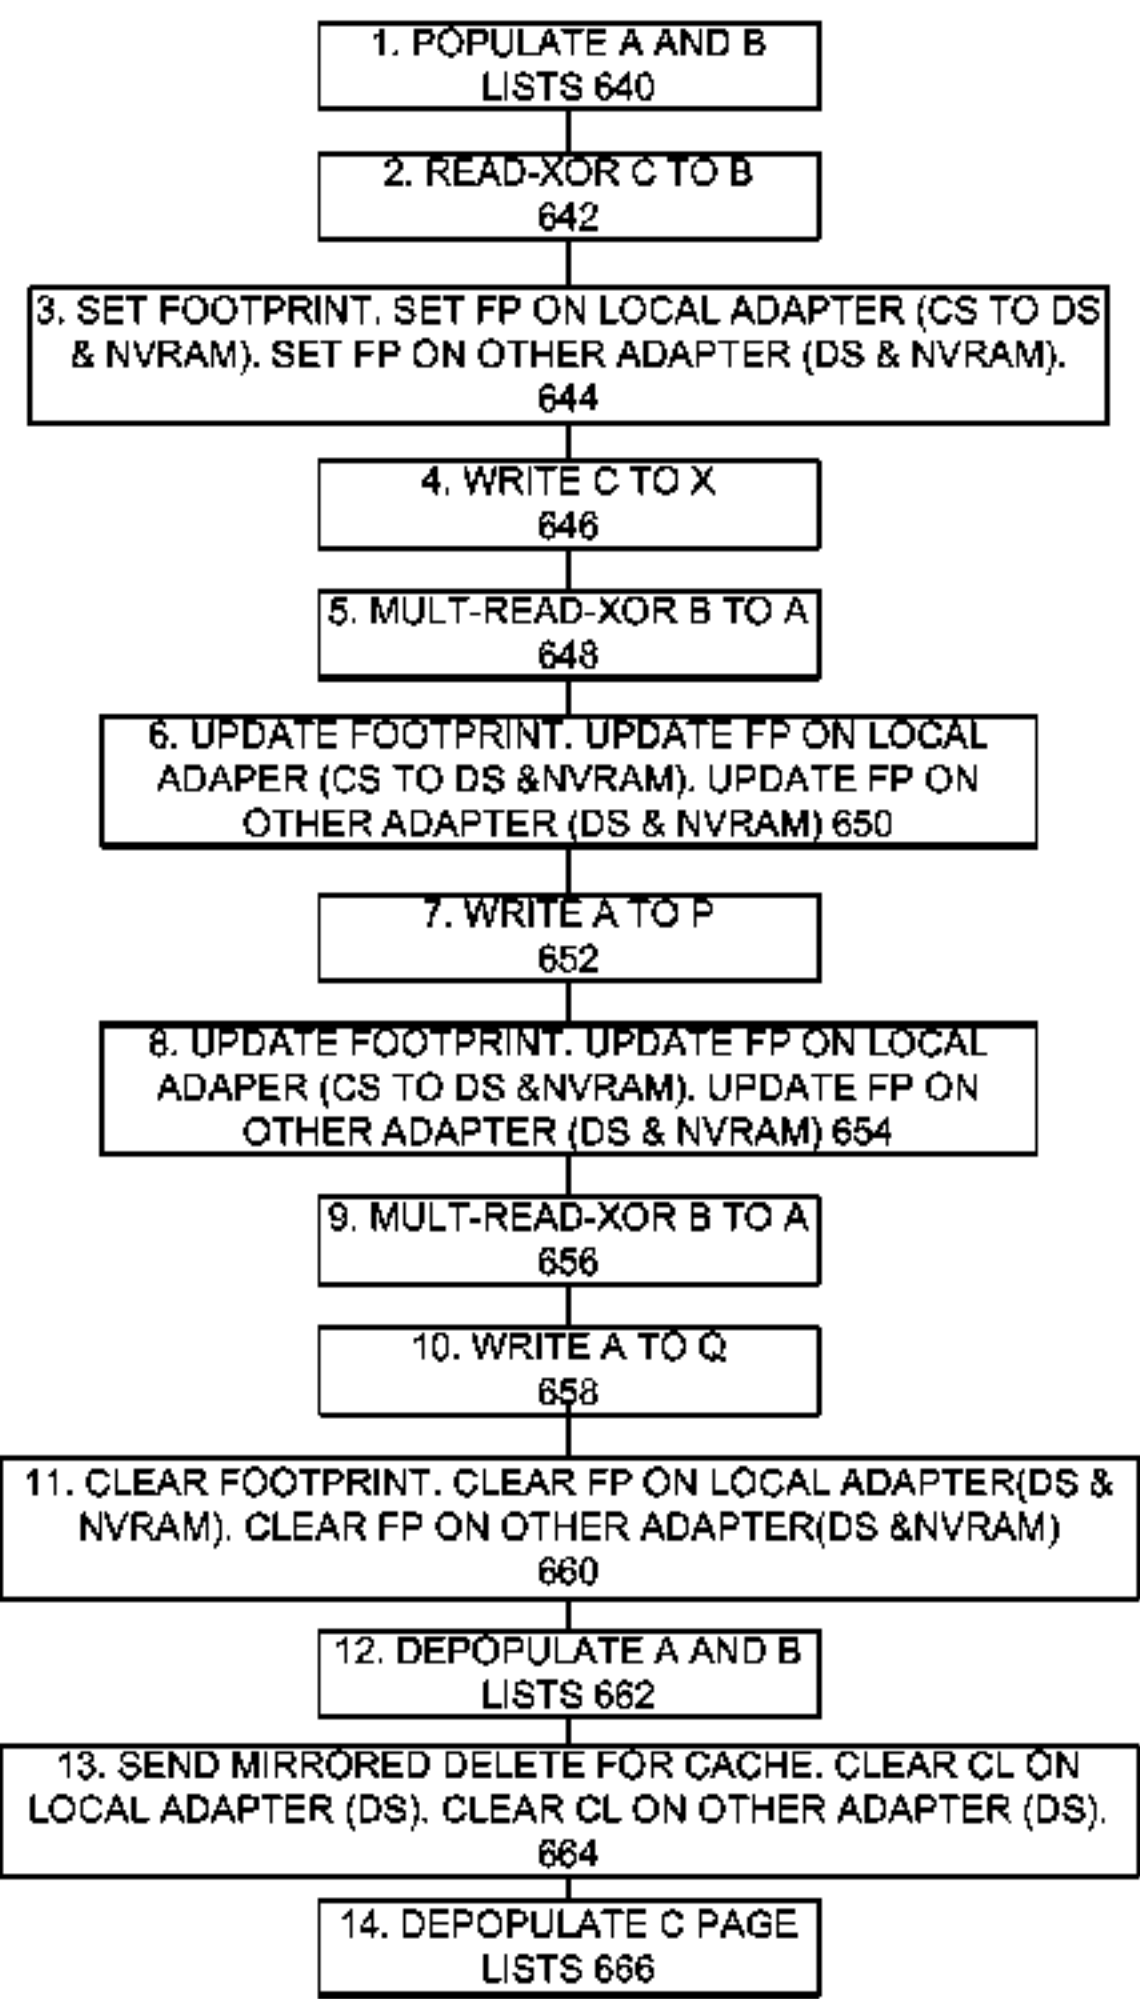 1. POPULATE A AND B
LISTS 640
2. READ-XOR C TO B
642
3. SET FOOTPRINT. SET FP ON LOCAL ADAPTER (CS TO DS
& NVRAM). SET FP ON OTHER ADAPTER (DS & NVRAM).
644
4. WRITE C TO X
646
5. MULT-READ-XOR B TO A
648
6. UPDATE FOOTPRINT. UPDATE FP ON LOCAL
ADAPER (CS TO DS &NVRAM). UPDATE FP ON
OTHER ADAPTER (DS & NVRAM) 650
7. WRITE A TO P
652
8. UPDATE FOOTPRINT. UPDATE FP ON LOCAL
ADAPER (CS TO DS &NVRAM). UPDATE FP ON
OTHER ADAPTER (DS & NVRAM) 654
9. MULT-READ-XOR B TO A
656
10. WRITE A TO Q
658
11. CLEAR FOOTPRINT. CLEAR FP ON LOCAL ADAPTER(DS &
NVRAM). CLEAR FP ON OTHER ADAPTER(DS &NVRAM)
660
12. DEPOPULATE A AND B
LISTS 662
13. SEND MIRRORED DELETE FOR CACHE. CLEAR CL ON
LOCAL ADAPTER (DS). CLEAR CL ON OTHER ADAPTER (DS).
664
14. DEPOPULATE C PAGE
LISTS 666